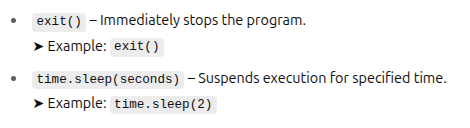 • exit() – Immediately stops the program.
➤ Example: exit()
• time.sleep(seconds) – Suspends execution for specified time.
➤ Example: time.sleep(2)